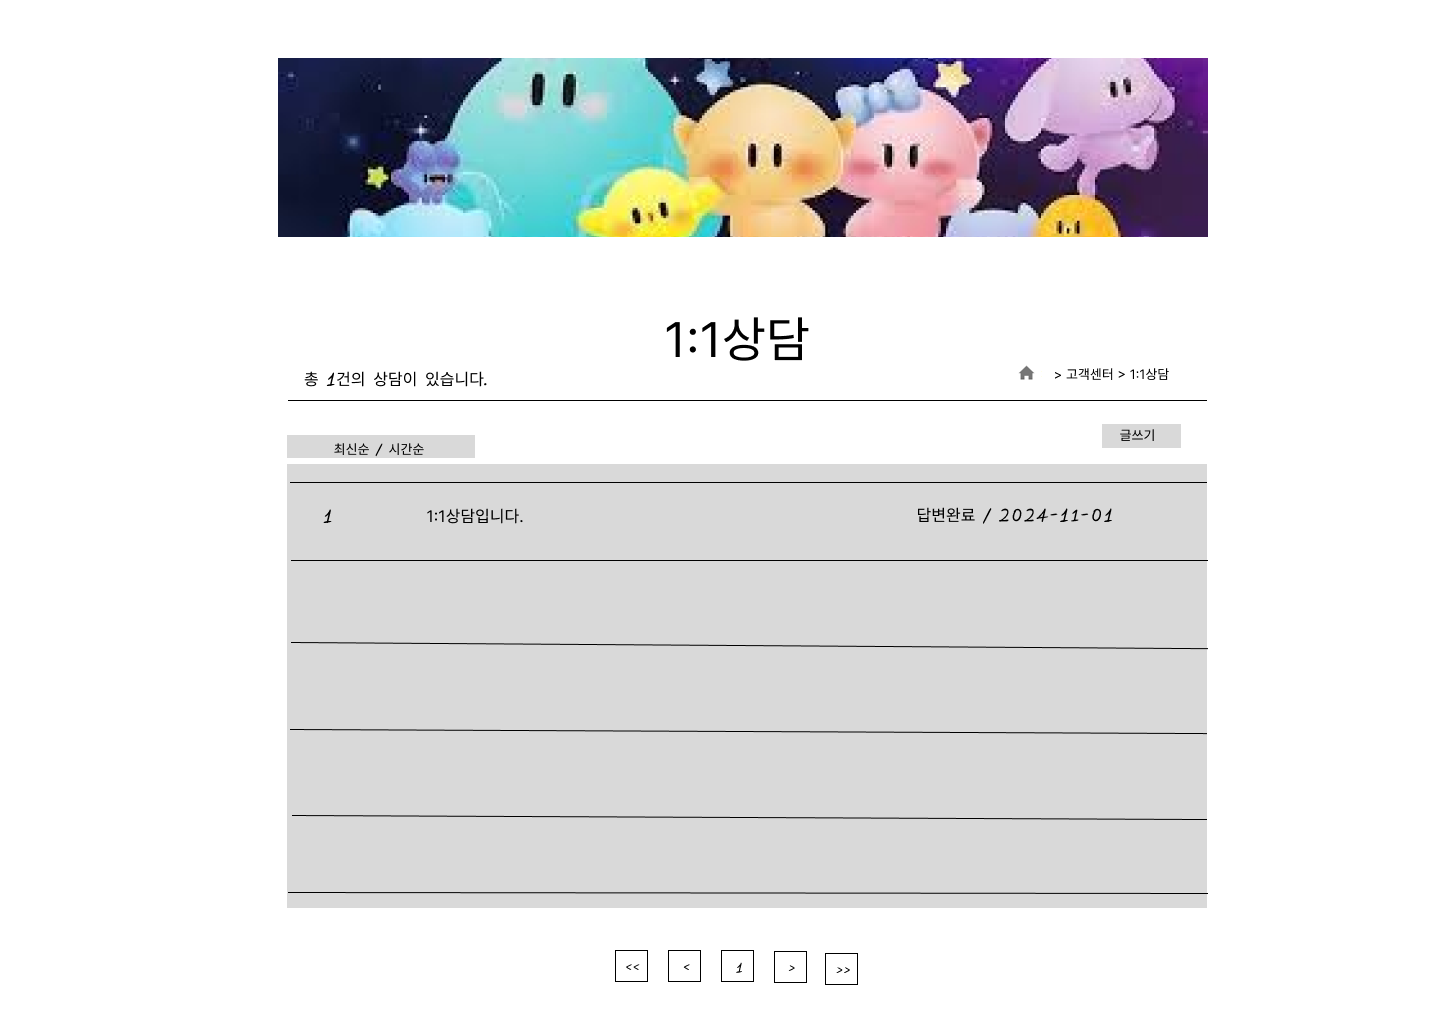 1:1상담
총 1건의 상담이 있습니다.
> 고객센터 > 1:1상담
최신순 / 시간순
글쓰기
1 1:1상담입니다. 답변완료 / 2024-11-01
<< < 1 > >>